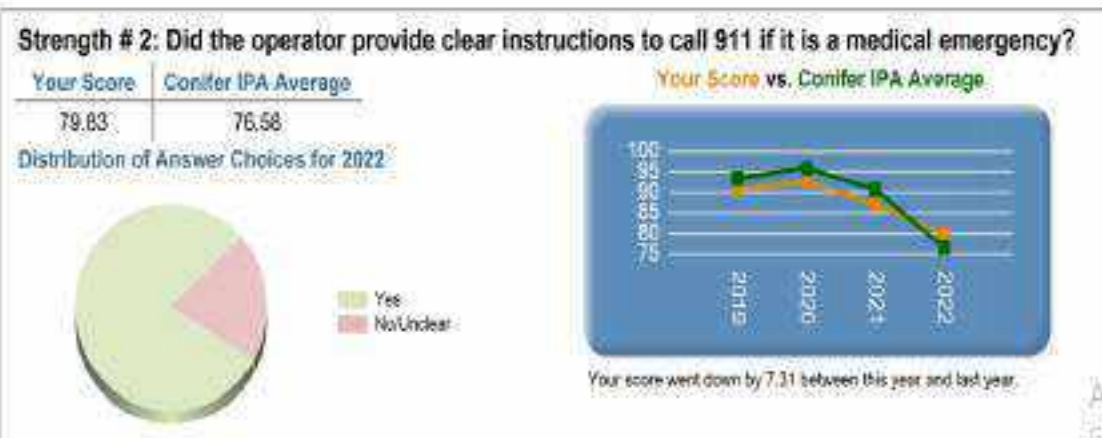 Strength # 2: Did the operator provide clear instructions to call 911 if it is a medical emergency?
Your Score Conifer IPA Average
79.83 76.58
Distribution of Answer Choices for 2022
Yes
No/Unclear
Your Score vs. Conifer IPA Average
100
95
90
85
80
75
2019
2020
2021
2022
Your score went down by 7.31 between this year and last year.